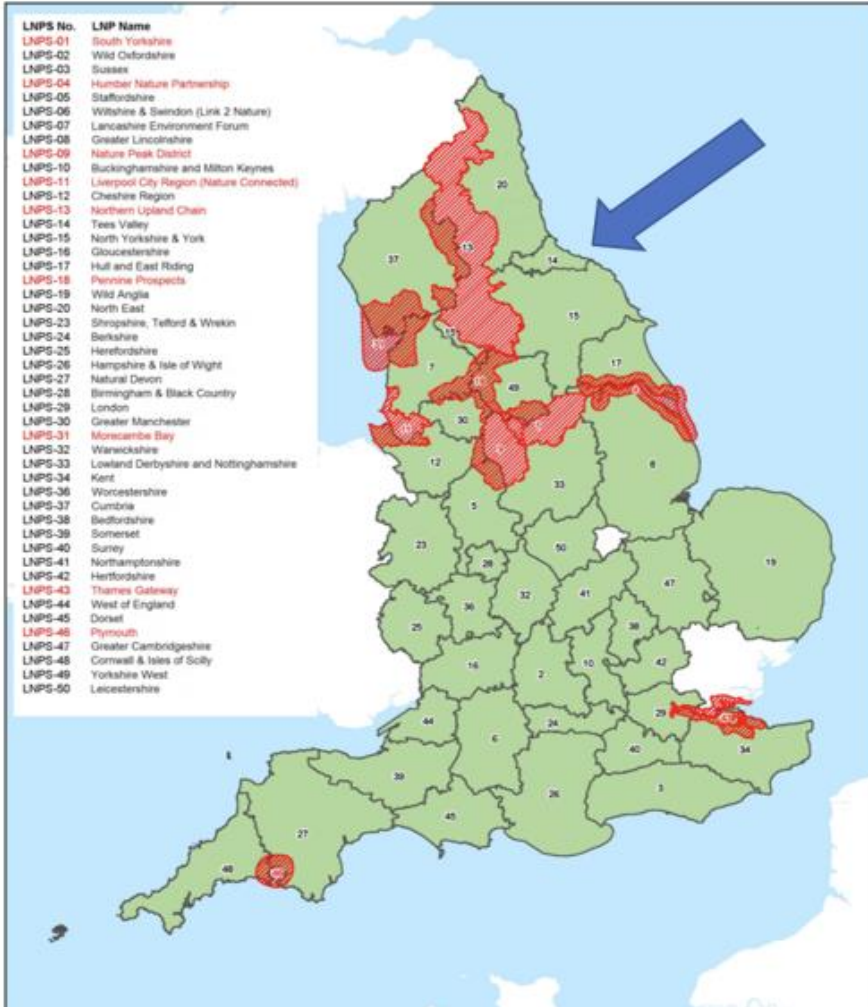 LNPS No. LNP Name
LNPS-01 South Yorkshire
LNPS-02 Wild Oxfordshire
LNPS-03 Sussex
LNPS-04 Humber Nature Partnership
LNPS-05 Staffordshire
LNPS-06 Wiltshire & Swindon (Link 2 Nature)
LNPS-07 Lancashire Environment Forum
LNPS-08 Greater Lincolnshire
LNPS-09 Nature Peak District
LNPS-10 Buckinghamshire and Milton Keynes
LNPS-11 Liverpool City Region (Nature Connected)
LNPS-12 Cheshire Region
LNPS-13 Northern Upland Chain
LNPS-14 Tees Valley
LNPS-15 North Yorkshire & York
LNPS-16 Gloucestershire
LNPS-17 Hull and East Riding
LNPS-18 Pennine Prospects
LNPS-19 Wild Anglia
LNPS-20 North East
LNPS-23 Shropshire, Telford & Wrekin
LNPS-24 Berkshire
LNPS-25 Herefordshire
LNPS-26 Hampshire & Isle of Wight
LNPS-27 Natural Devon
LNPS-28 Birmingham & Black Country
LNPS-29 London
LNPS-30 Greater Manchester
LNPS-31 Morecambe Bay
LNPS-32 Warwickshire
LNPS-33 Lowland Derbyshire and Nottinghamshire
LNPS-34 Kent
LNPS-36 Worcestershire
LNPS-37 Cumbria
LNPS-38 Bedfordshire
LNPS-39 Somerset
LNPS-40 Surrey
LNPS-41 Northamptonshire
LNPS-42 Hertfordshire
LNPS-43 Thames Gateway
LNPS-44 West of England
LNPS-45 Dorset
LNPS-46 Plymouth
LNPS-47 Greater Cambridgeshire
LNPS-48 Cornwall & Isles of Scilly
LNPS-49 Yorkshire West
LNPS-50 Leicestershire
20
13
37
14
15
15
17
7
49
30
12
33
8
5
23
50
19
28
32
41
47
36
25
38
16
2
10
42
44
29
24
6
40
34
39
26
3
45
27
48